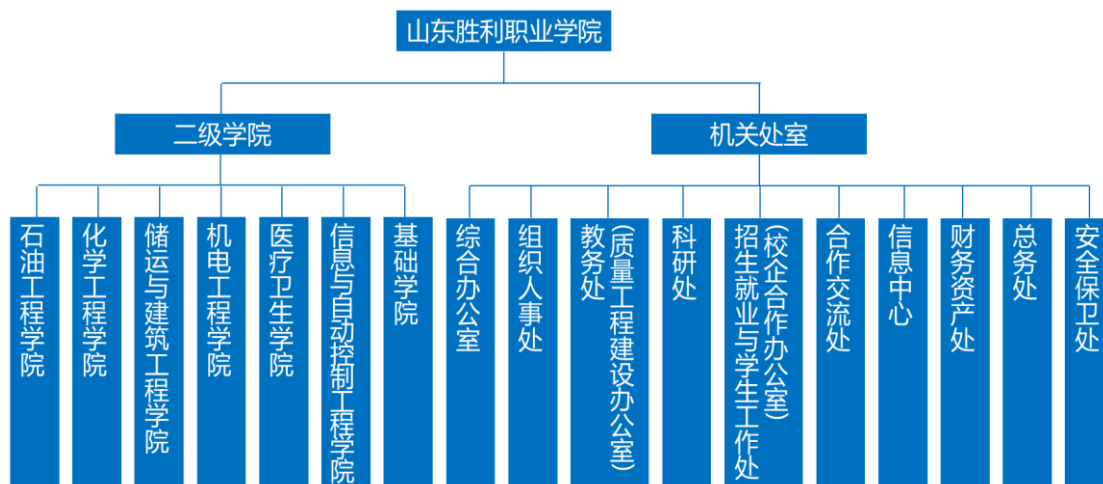 山东胜利职业学院
二级学院
机关处室
石油工程学院
化学工程学院
储运与建筑工程学院
机电工程学院
医疗卫生学院
信息与自动控制工程学院
基础学院
综合办公室
组织人事处
教务处
(质量工程建设办公室)
科研处
招生就业与学生工作处
(校企合作办公室)
合作交流处
信息中心
财务资产处
总务处
安全保卫处